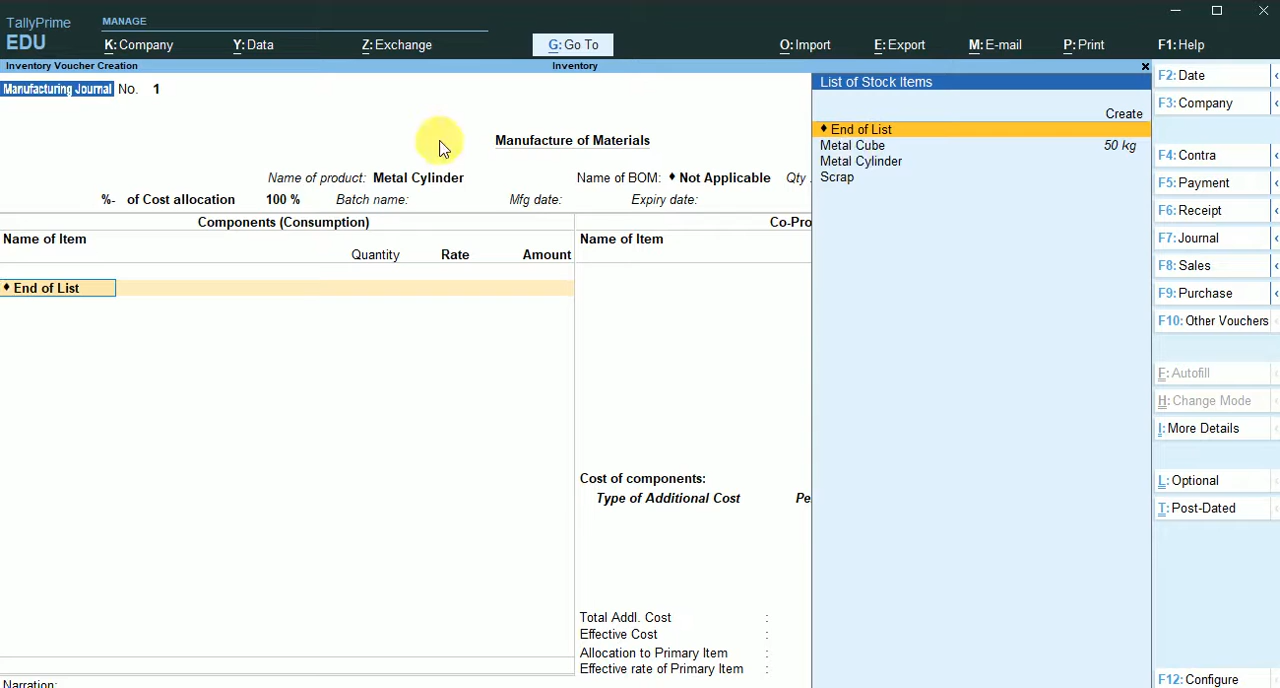 TallyPrime
EDU
MANAGE
K:Company
Y:Data
Z:Exchange
G:Go To
O:Import
E:Export
M:E-mail
P:Print
F1:Help
Inventory Voucher Creation
Inventory
Manufacturing Journal No. 1
Manufacture of Materials
Name of product: Metal Cylinder
Name of BOM: ♦ Not Applicable
Qty
%- of Cost allocation 100 %
Batch name:
Mfg date:
Expiry date:
Components (Consumption)
Co-Pro
Name of Item
Quantity Rate Amount
Name of Item
♦ End of List
Cost of components:
Type of Additional Cost Pe
Total Addl. Cost :
Effective Cost :
Allocation to Primary Item :
Effective rate of Primary Item :
Narration:
List of Stock Items
Create
♦ End of List
Metal Cube 50 kg
Metal Cylinder
Scrap
F2:Date
F3:Company
F4:Contra
F5:Payment
F6:Receipt
F7:Journal
F8:Sales
F9:Purchase
F10:Other Vouchers
F:Autofill
H:Change Mode
I:More Details
L:Optional
T:Post-Dated
F12:Configure